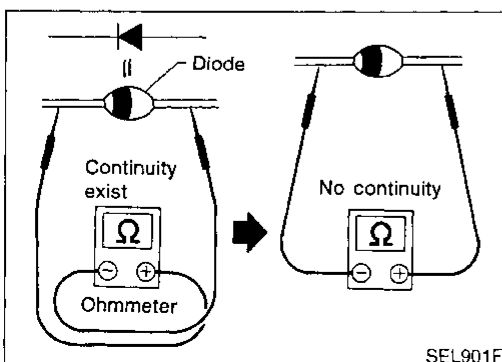 Diode
Continuity
exist
No continuity
Ω
Ω
− +
− +
Ohmmeter
SEL901F